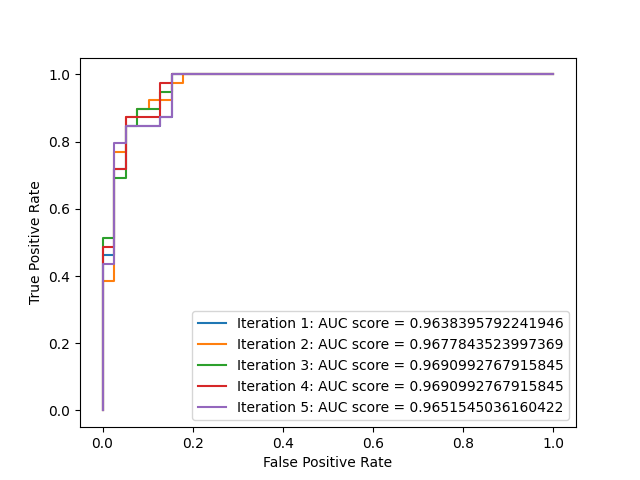 1.0
0.8
0.6
0.4
0.2
0.0
True Positive Rate
Iteration 1: AUC score = 0.9638395792241946
Iteration 2: AUC score = 0.9677843523997369
Iteration 3: AUC score = 0.9690992767915845
Iteration 4: AUC score = 0.9690992767915845
Iteration 5: AUC score = 0.9651545036160422
0.0 0.2 0.4 0.6 0.8 1.0
False Positive Rate